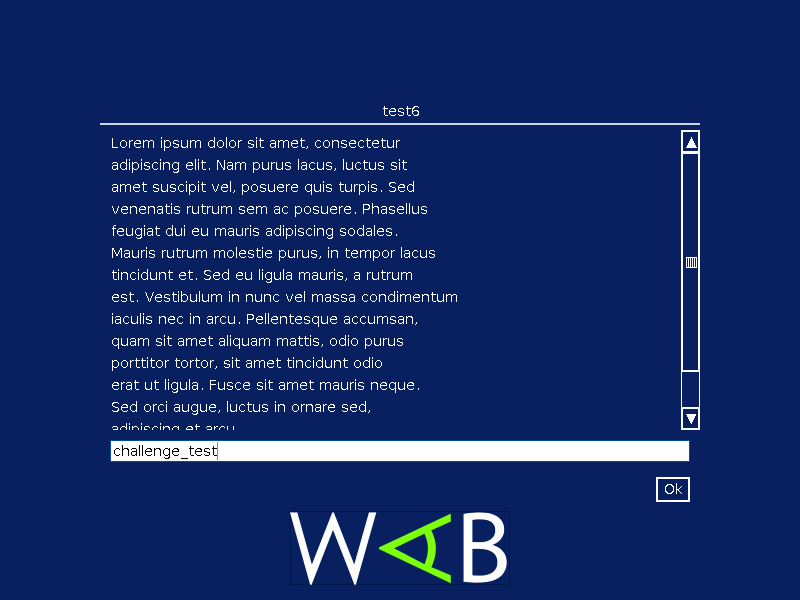 test6
Lorem ipsum dolor sit amet, consectetur
adipiscing elit. Nam purus lacus, luctus sit
amet suscipit vel, posuere quis turpis. Sed
venenatis rutrum sem ac posuere. Phasellus
feugiat dui eu mauris adipiscing sodales.
Mauris rutrum molestie purus, in tempor lacus
tincidunt et. Sed eu ligula mauris, a rutrum
est. Vestibulum in nunc vel massa condimentum
iaculis nec in arcu. Pellentesque accumsan,
quam sit amet aliquam mattis, odio purus
porttitor tortor, sit amet tincidunt odio
erat ut ligula. Fusce sit amet mauris neque.
Sed orci augue, luctus in ornare sed,
adipiscing et arcu.
challenge_test
Ok
WAB